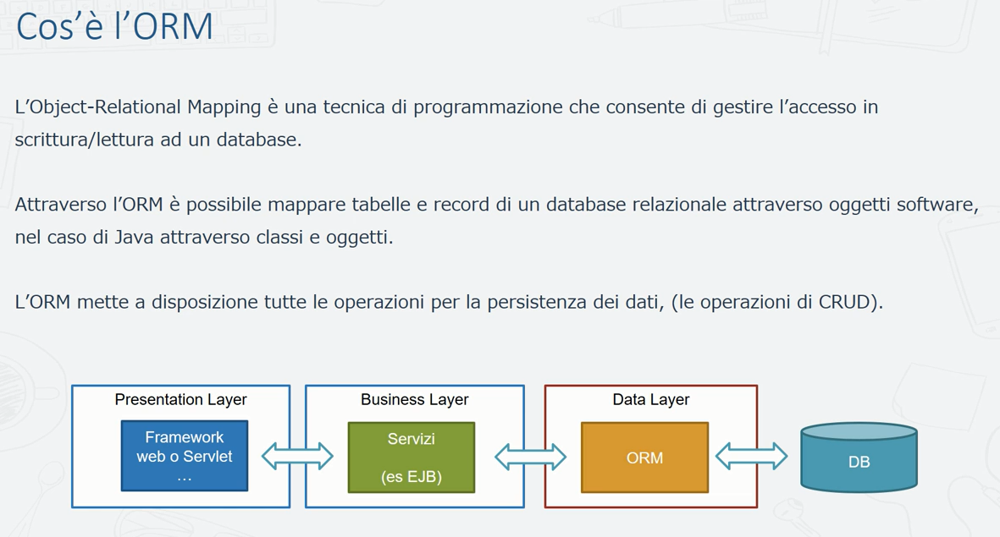 Cos’è l’ORM
L’Object-Relational Mapping è una tecnica di programmazione che consente di gestire l’accesso in
scrittura/lettura ad un database.
Attraverso l’ORM è possibile mappare tabelle e record di un database relazionale attraverso oggetti software,
nel caso di Java attraverso classi e oggetti.
L’ORM mette a disposizione tutte le operazioni per la persistenza dei dati, (le operazioni di CRUD).
Presentation Layer
Framework
web o Servlet
...
Business Layer
Servizi
(es EJB)
Data Layer
ORM
DB